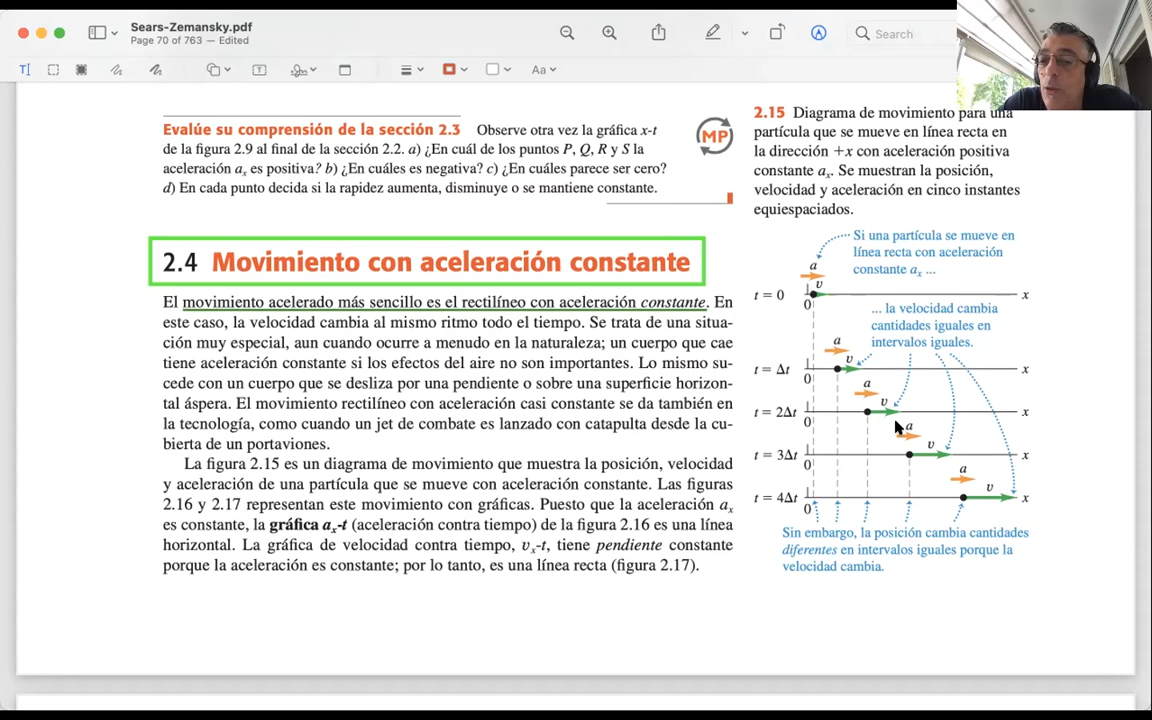 Sears-Zemansky.pdf
Page 70 of 763 — Edited
Search
Aa
Evalúe su comprensión de la sección 2.3 Observe otra vez la gráfica x-t
de la figura 2.9 al final de la sección 2.2. a) ¿En cuál de los puntos P, Q, R y S la
aceleración ax es positiva? b) ¿En cuáles es negativa? c) ¿En cuáles parece ser cero?
d) En cada punto decida si la rapidez aumenta, disminuye o se mantiene constante.
MP
2.4 Movimiento con aceleración constante
El movimiento acelerado más sencillo es el rectilíneo con aceleración constante. En
este caso, la velocidad cambia al mismo ritmo todo el tiempo. Se trata de una situa-
ción muy especial, aun cuando ocurre a menudo en la naturaleza; un cuerpo que cae
tiene aceleración constante si los efectos del aire no son importantes. Lo mismo su-
cede con un cuerpo que se desliza por una pendiente o sobre una superficie horizon-
tal áspera. El movimiento rectilíneo con aceleración casi constante se da también en
la tecnología, como cuando un jet de combate es lanzado con catapulta desde la cu-
bierta de un portaviones.
La figura 2.15 es un diagrama de movimiento que muestra la posición, velocidad
y aceleración de una partícula que se mueve con aceleración constante. Las figuras
2.16 y 2.17 representan este movimiento con gráficas. Puesto que la aceleración ax
es constante, la gráfica ax-t (aceleración contra tiempo) de la figura 2.16 es una línea
horizontal. La gráfica de velocidad contra tiempo, υx-t, tiene pendiente constante
porque la aceleración es constante; por lo tanto, es una línea recta (figura 2.17).
2.15 Diagrama de movimiento para una
partícula que se mueve en línea recta en
la dirección +x con aceleración positiva
constante ax. Se muestran la posición,
velocidad y aceleración en cinco instantes
equiespaciados.
Si una partícula se mueve en
línea recta con aceleración
constante ax ...
a
υ
t = 0
0
x
... la velocidad cambia
cantidades iguales en
intervalos iguales.
a
υ
t = Δt
0
x
a
υ
t = 2Δt
0
x
a
υ
t = 3Δt
0
x
a
υ
t = 4Δt
0
x
Sin embargo, la posición cambia cantidades
diferentes en intervalos iguales porque la
velocidad cambia.